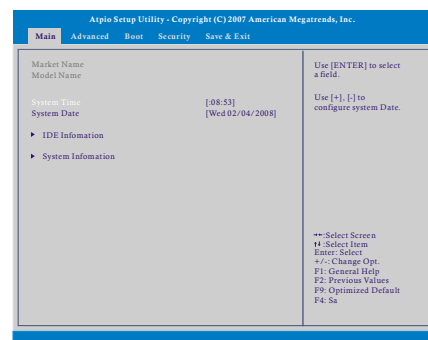 Atpio Setup Utility - Copyright (C) 2007 American Megatrends, Inc.
Main Advanced Boot Security Save & Exit
Market Name
Model Name
System Time [:08:53]
System Date [Wed 02/04/2008]
IDE Infomation
System Infomation
Use [ENTER] to select
a field.
Use [+], [-] to
configure system Date.
→←:Select Screen
↑↓ :Select Item
Enter: Select
+/-: Change Opt.
F1: General Help
F2: Previous Values
F9: Optimized Default
F4: Sa